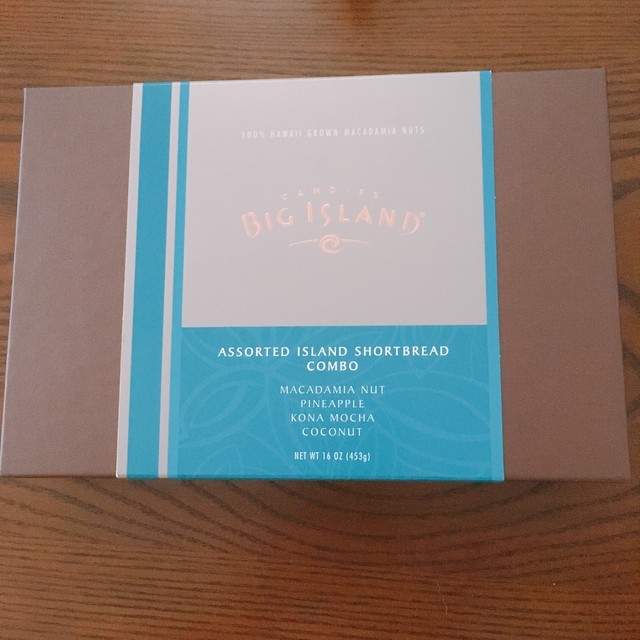 100% HAWAII GROWN MACADAMIA NUTS
CANDIES
BIG ISLAND®
ASSORTED ISLAND SHORTBREAD
COMBO
MACADAMIA NUT
PINEAPPLE
KONA MOCHA
COCONUT
NET WT 16 OZ (453g)